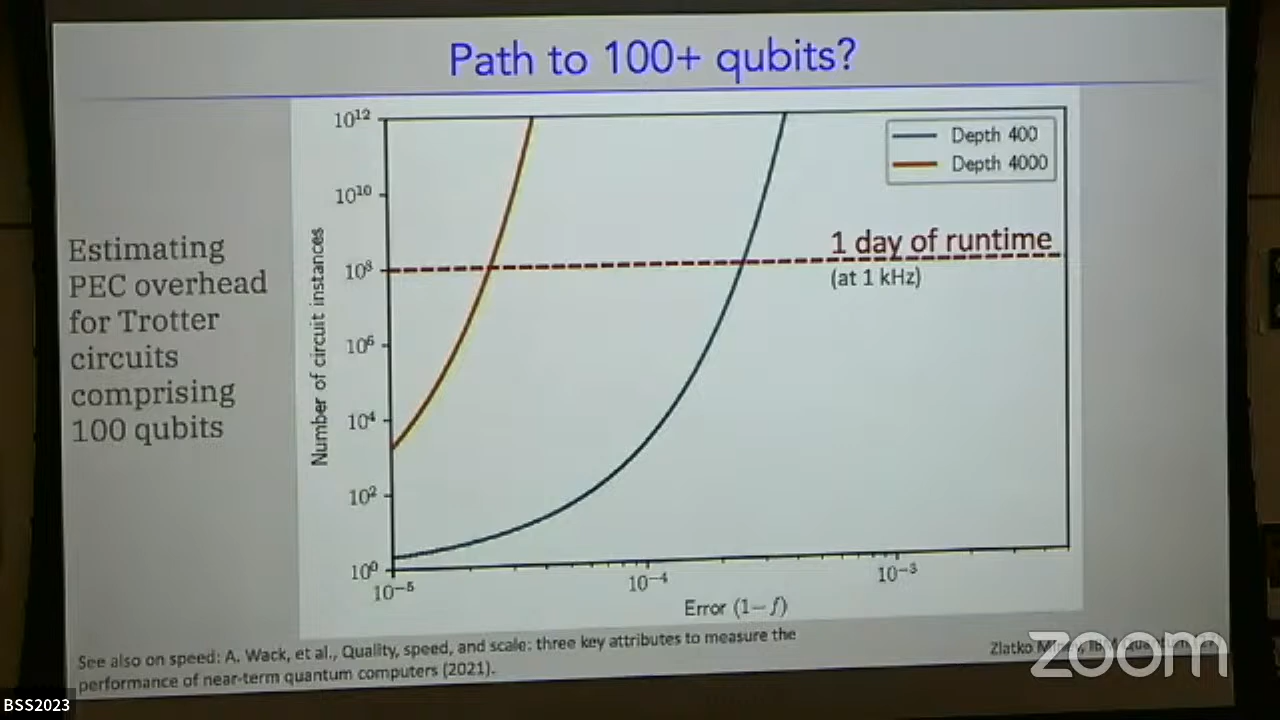 Path to 100+ qubits?
Estimating
PEC overhead
for Trotter
circuits
comprising
100 qubits
Number of circuit instances
10¹²
10¹⁰
10⁸
10⁶
10⁴
10²
10⁰
Depth 400
Depth 4000
1 day of runtime
(at 1 kHz)
10⁻⁵
10⁻⁴
10⁻³
Error (1−f)
See also on speed: A. Wack, et al., Quality, speed, and scale: three key attributes to measure the
performance of near-term quantum computers (2021).
Zlatko
zoom
BSS2023